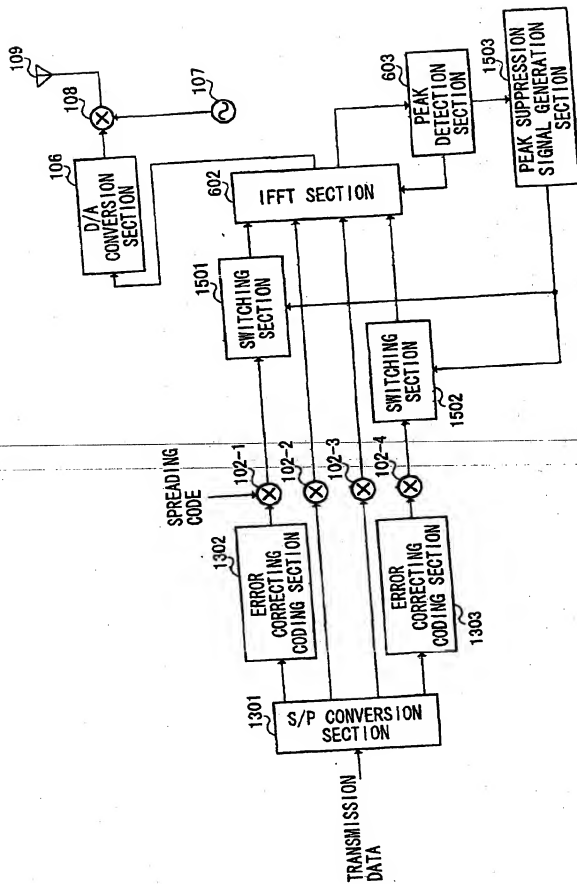 TRANSMISSION
DATA
1301
S/P CONVERSION
SECTION
1302
ERROR
CORRECTING
CODING SECTION
ERROR
CORRECTING
CODING SECTION
1303
SPREADING
CODE
102-1
102-2
102-3
102-4
1501
SWITCHING
SECTION
SWITCHING
SECTION
1502
602
IFFT SECTION
603
PEAK
DETECTION
SECTION
1503
PEAK SUPPRESSION
SIGNAL GENERATION
SECTION
106
D/A
CONVERSION
SECTION
108
109
107